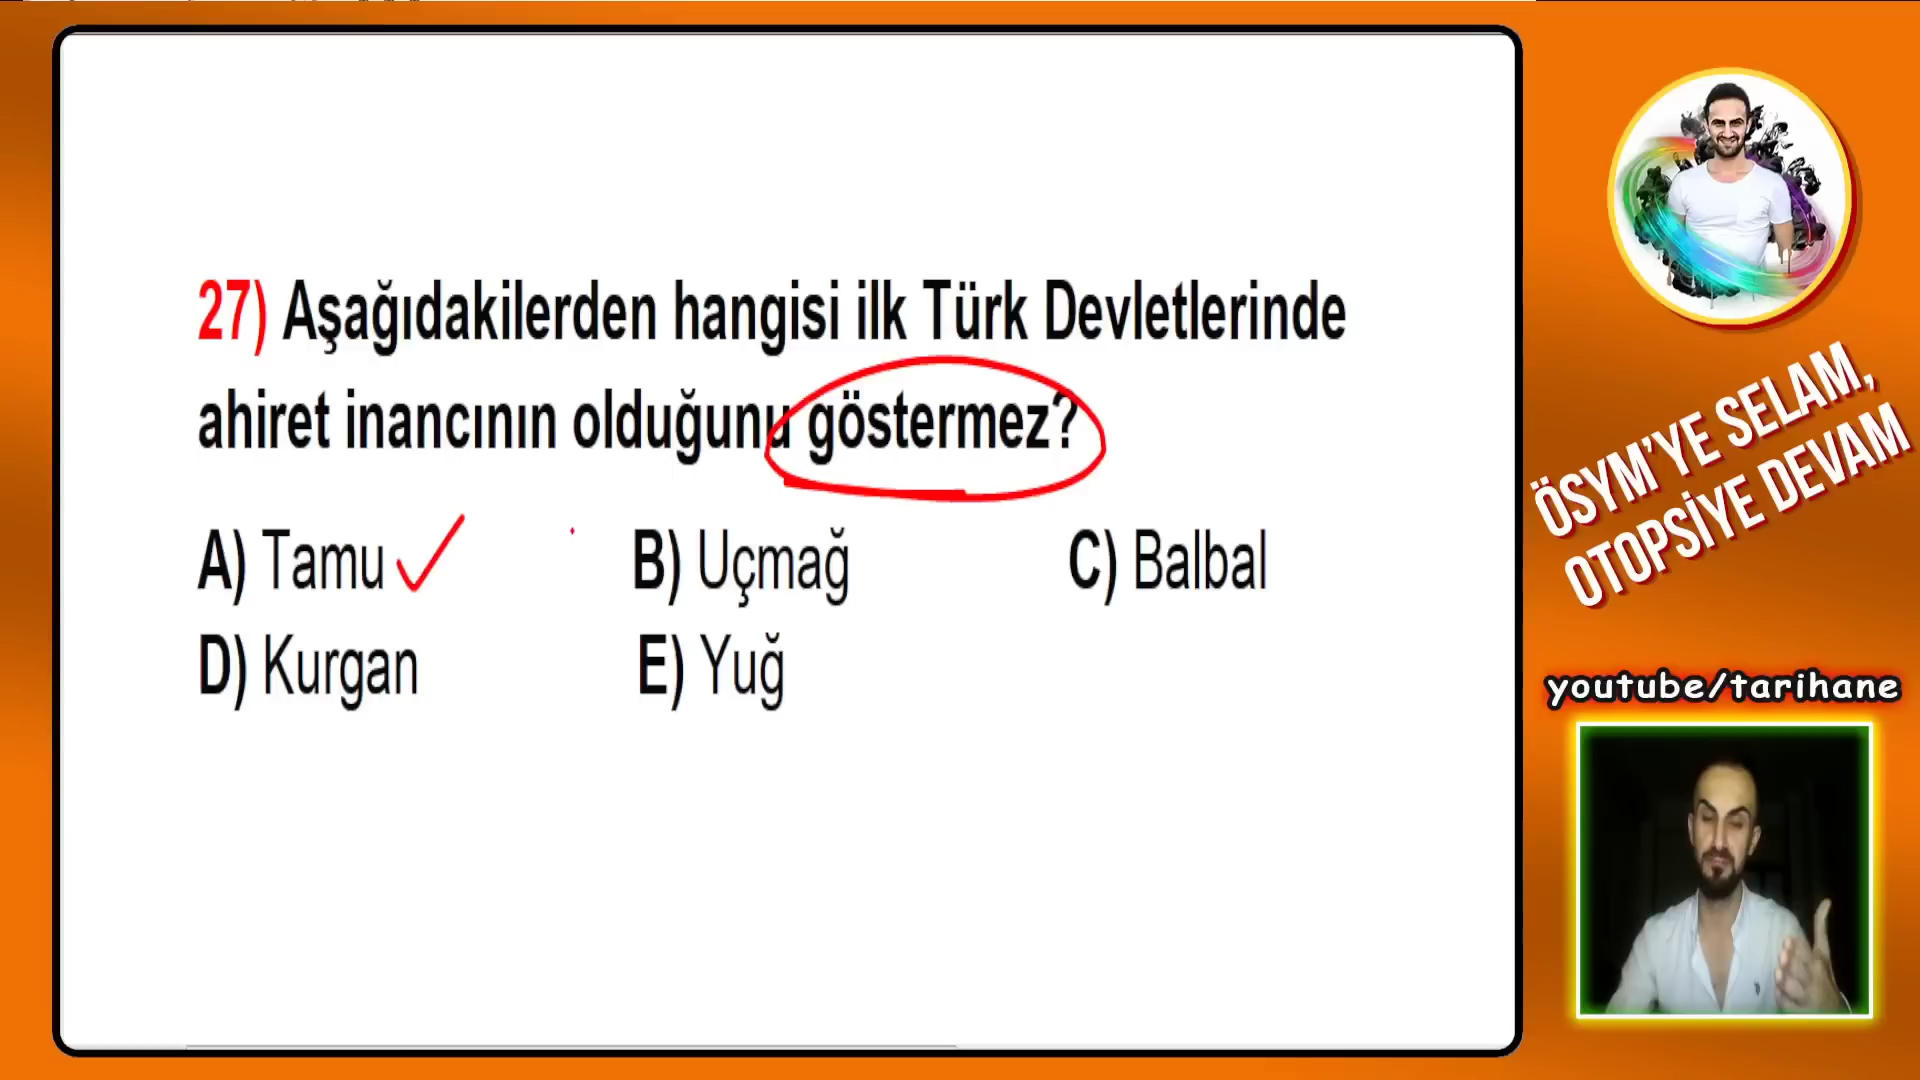 27) Aşağıdakilerden hangisi ilk Türk Devletlerinde
ahiret inancının olduğunu göstermez?
A) Tamu B) Uçmağ C) Balbal
D) Kurgan E) Yuğ
ÖSYM'YE SELAM,
OTOPSİYE DEVAM
youtube/tarihane